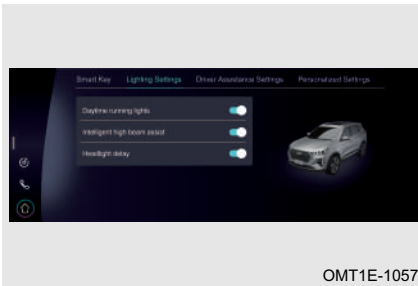 Smart Key Lighting Settings Driver Assistance Settings Personalized Settings
Daytime running lights
Intelligent high beam assist
Headlight delay
OMT1E-1057